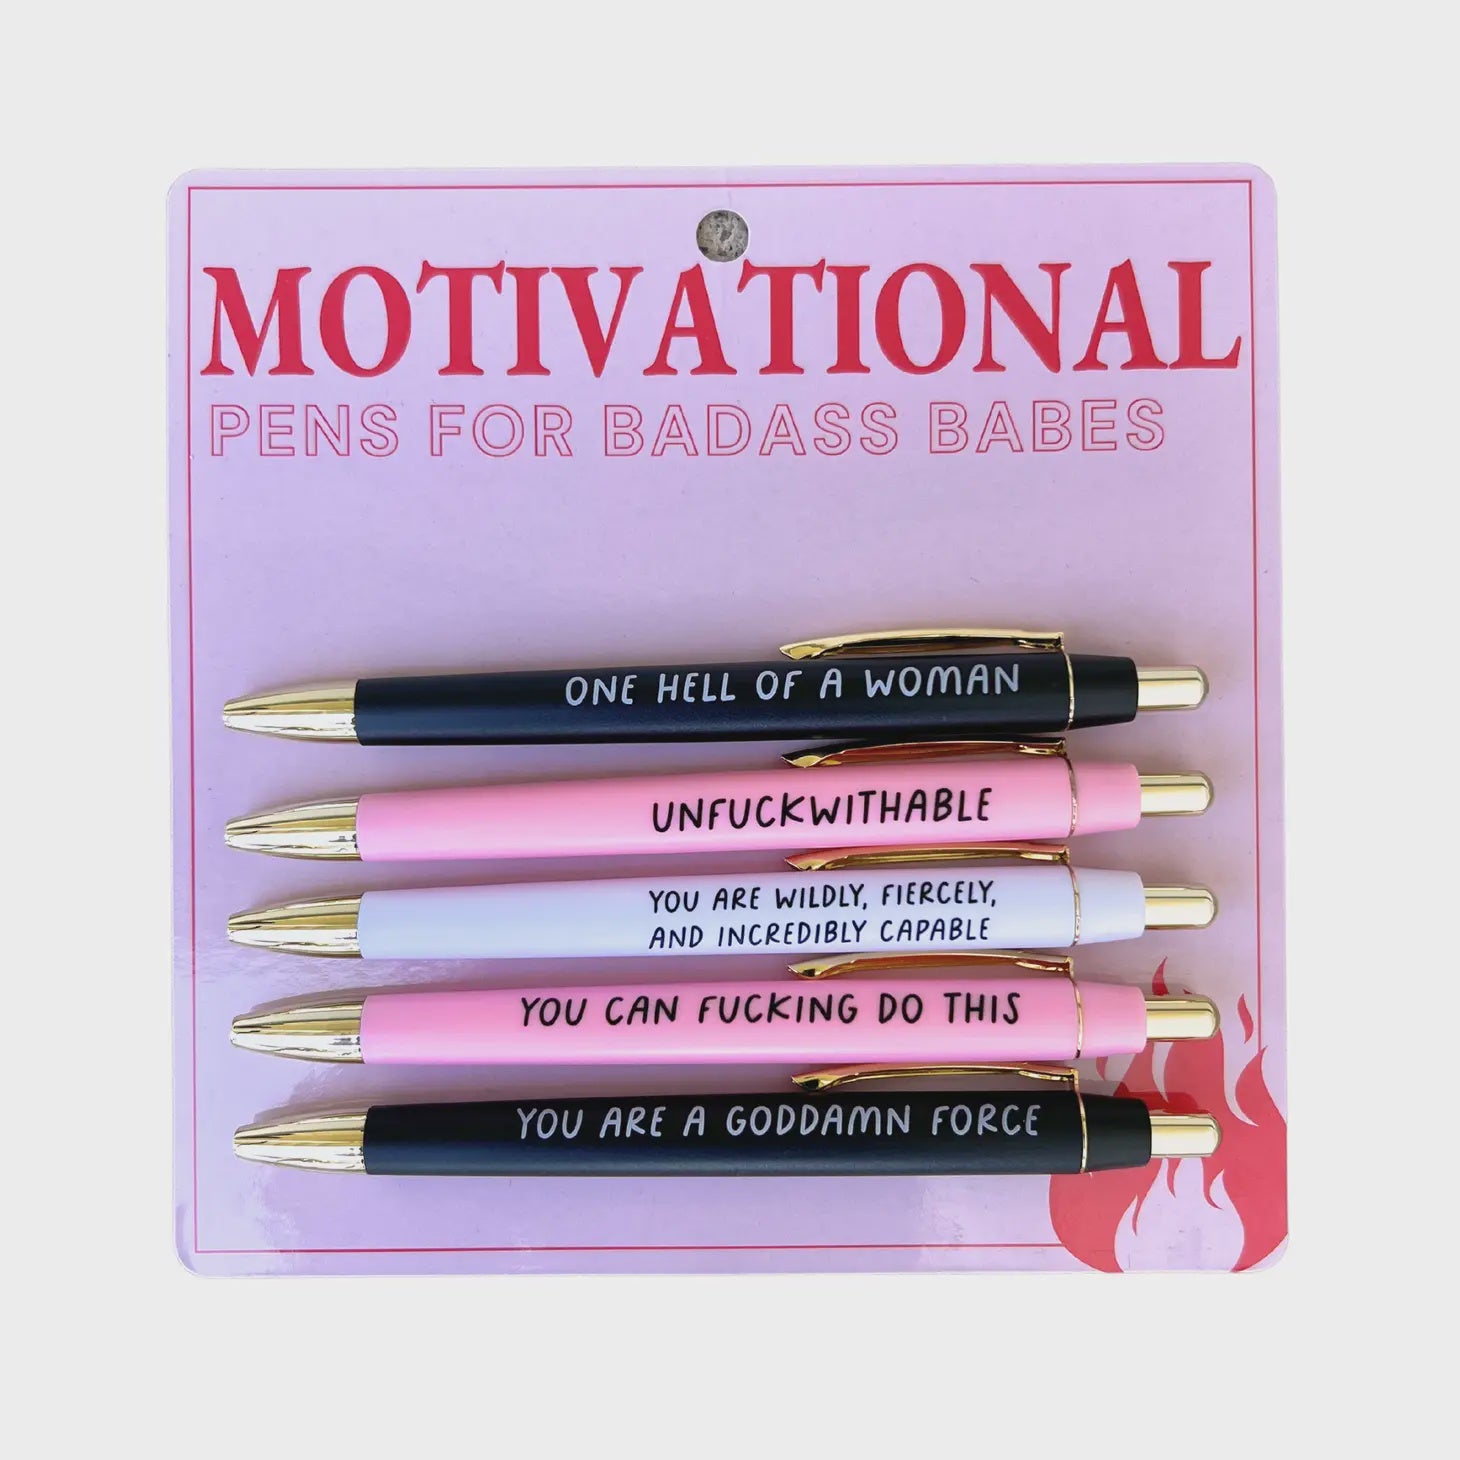 MOTIVATIONAL
PENS FOR BADASS BABES
ONE HELL OF A WOMAN
UNFUCKWITHABLE
YOU ARE WILDLY, FIERCELY,
AND INCREDIBLY CAPABLE
YOU CAN FUCKING DO THIS
YOU ARE A GODDAMN FORCE